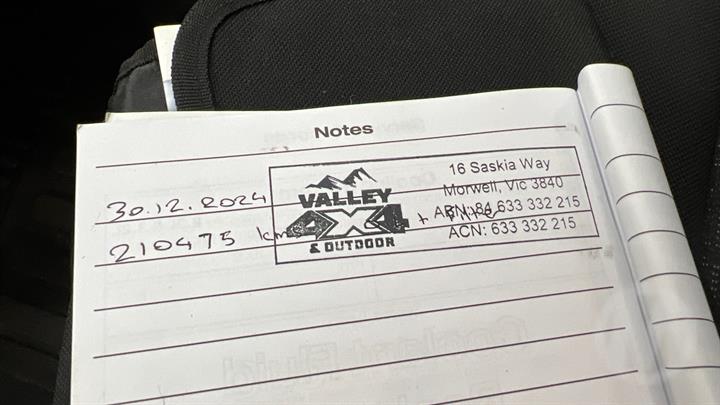 Notes
30.12.2024
210475 kms
VALLEY
4X4
& OUTDOOR
16 Saskia Way
Morwell, Vic 3840
ABN: 84 633 332 215
ACN: 633 332 215